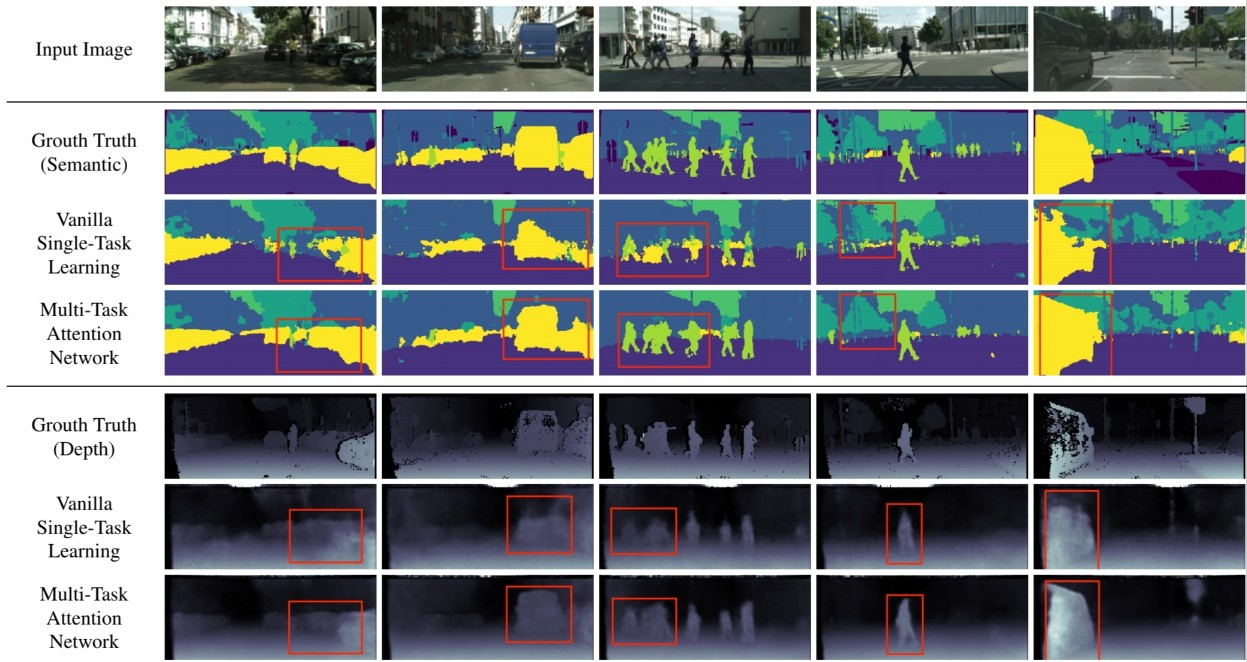 Input Image
Grouth Truth
(Semantic)
Vanilla
Single-Task
Learning
Multi-Task
Attention
Network
Grouth Truth
(Depth)
Vanilla
Single-Task
Learning
Multi-Task
Attention
Network